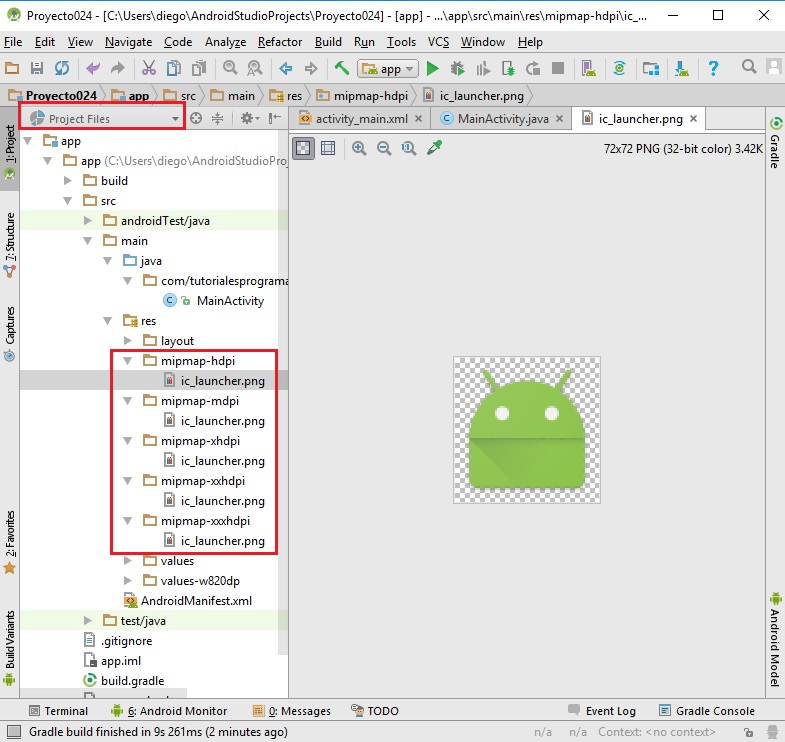 Proyecto024 - [C:\Users\diego\AndroidStudioProjects\Proyecto024] - [app] - ...\app\src\main\res\mipmap-hdpi\ic_...
File Edit View Navigate Code Analyze Refactor Build Run Tools VCS Window Help
app
Proyecto024 app src main res mipmap-hdpi ic_launcher.png
Project Files
activity_main.xml MainActivity.java ic_launcher.png
72x72 PNG (32-bit color) 3.42K
1: Project
7: Structure
Captures
2: Favorites
Build Variants
app
app (C:\Users\diego\AndroidStudioProj
build
src
androidTest/java
main
java
com/tutorialesprograma
MainActivity
res
layout
mipmap-hdpi
ic_launcher.png
mipmap-mdpi
ic_launcher.png
mipmap-xhdpi
ic_launcher.png
mipmap-xxhdpi
ic_launcher.png
mipmap-xxxhdpi
ic_launcher.png
values
values-w820dp
AndroidManifest.xml
test/java
.gitignore
app.iml
build.gradle
Gradle
Android Model
Terminal 6: Android Monitor 0: Messages TODO Event Log Gradle Console
Gradle build finished in 9s 261ms (2 minutes ago) n/a n/a Context: <no context>